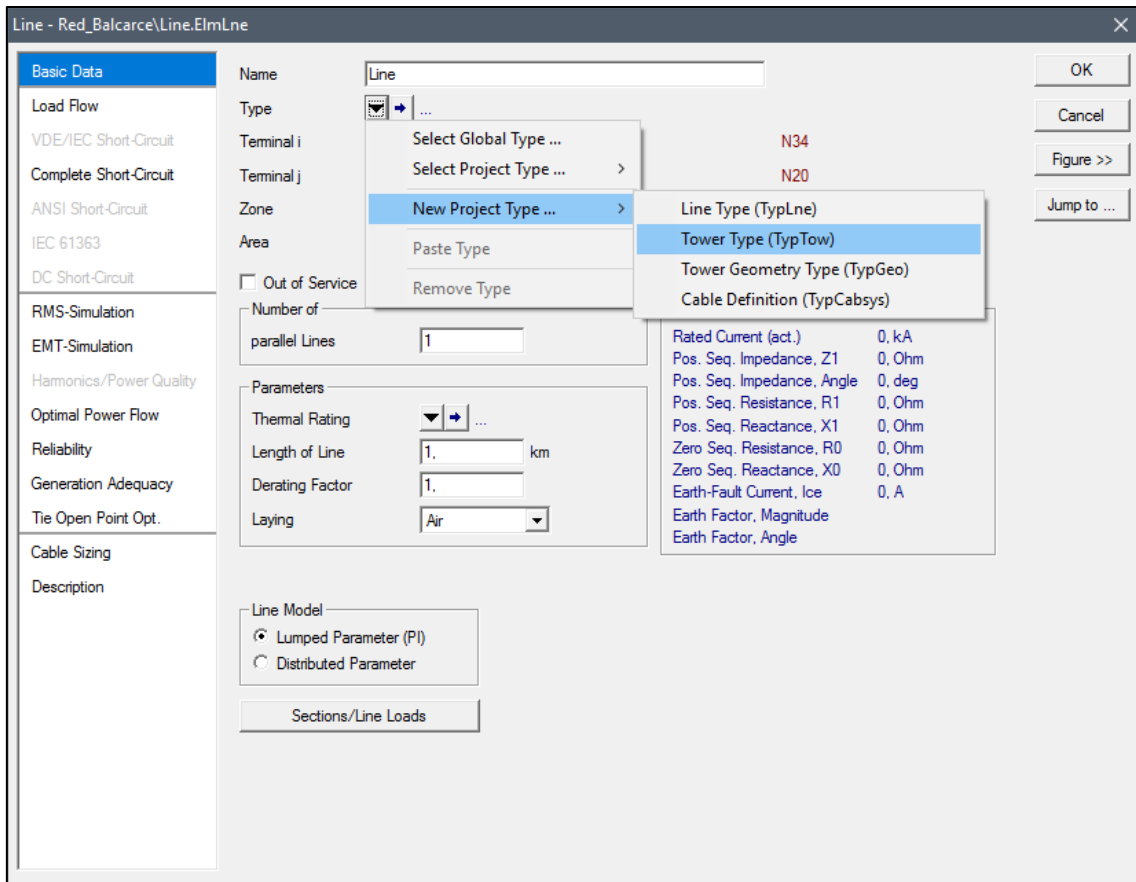 Line - Red_Balcarce\Line.ElmLne
Basic Data
Load Flow
VDE/IEC Short-Circuit
Complete Short-Circuit
ANSI Short-Circuit
IEC 61363
DC Short-Circuit
RMS-Simulation
EMT-Simulation
Harmonics/Power Quality
Optimal Power Flow
Reliability
Generation Adequacy
Tie Open Point Opt.
Cable Sizing
Description
Name Line
Type ...
Terminal i N34
Terminal j N20
Zone
Area
Out of Service
Select Global Type ...
Select Project Type ...
New Project Type ...
Paste Type
Remove Type
Line Type (TypLne)
Tower Type (TypTow)
Tower Geometry Type (TypGeo)
Cable Definition (TypCabsys)
Number of
parallel Lines 1
Parameters
Thermal Rating ...
Length of Line 1, km
Derating Factor 1,
Laying Air
Rated Current (act.) 0, kA
Pos. Seq. Impedance, Z1 0, Ohm
Pos. Seq. Impedance, Angle 0, deg
Pos. Seq. Resistance, R1 0, Ohm
Pos. Seq. Reactance, X1 0, Ohm
Zero Seq. Resistance, R0 0, Ohm
Zero Seq. Reactance, X0 0, Ohm
Earth-Fault Current, Ice 0, A
Earth Factor, Magnitude
Earth Factor, Angle
Line Model
Lumped Parameter (PI)
Distributed Parameter
Sections/Line Loads
OK
Cancel
Figure >>
Jump to ...